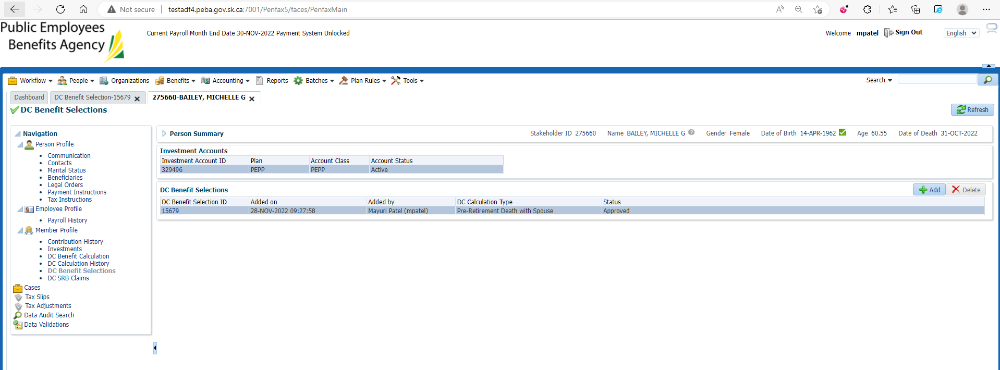 Not secure testadf4.peba.gov.sk.ca:7001/Penfax5/faces/PenfaxMain
Public Employees
Benefits Agency
Current Payroll Month End Date 30-NOV-2022 Payment System Unlocked
Welcome mpatel Sign Out English
Workflow People Organizations Benefits Accounting Reports Batches Plan Rules Tools Search
Dashboard DC Benefit Selection-15679 275660-BAILEY, MICHELLE G
DC Benefit Selections Refresh
Navigation
Person Profile
Communication
Contacts
Marital Status
Beneficiaries
Legal Orders
Payment Instructions
Tax Instructions
Employee Profile
Payroll History
Member Profile
Contribution History
Investments
DC Benefit Calculation
DC Calculation History
DC Benefit Selections
DC SRB Claims
Cases
Tax Slips
Tax Adjustments
Data Audit Search
Data Validations
Person Summary Stakeholder ID 275660 Name BAILEY, MICHELLE G Gender Female Date of Birth 14-APR-1962 Age 60.55 Date of Death 31-OCT-2022
Investment Accounts
Investment Account ID Plan Account Class Account Status
329496 PEPP PEPP Active
DC Benefit Selections Add Delete
DC Benefit Selection ID Added on Added by DC Calculation Type Status
15679 28-NOV-2022 09:27:58 Mayuri Patel (mpatel) Pre-Retirement Death with Spouse Approved